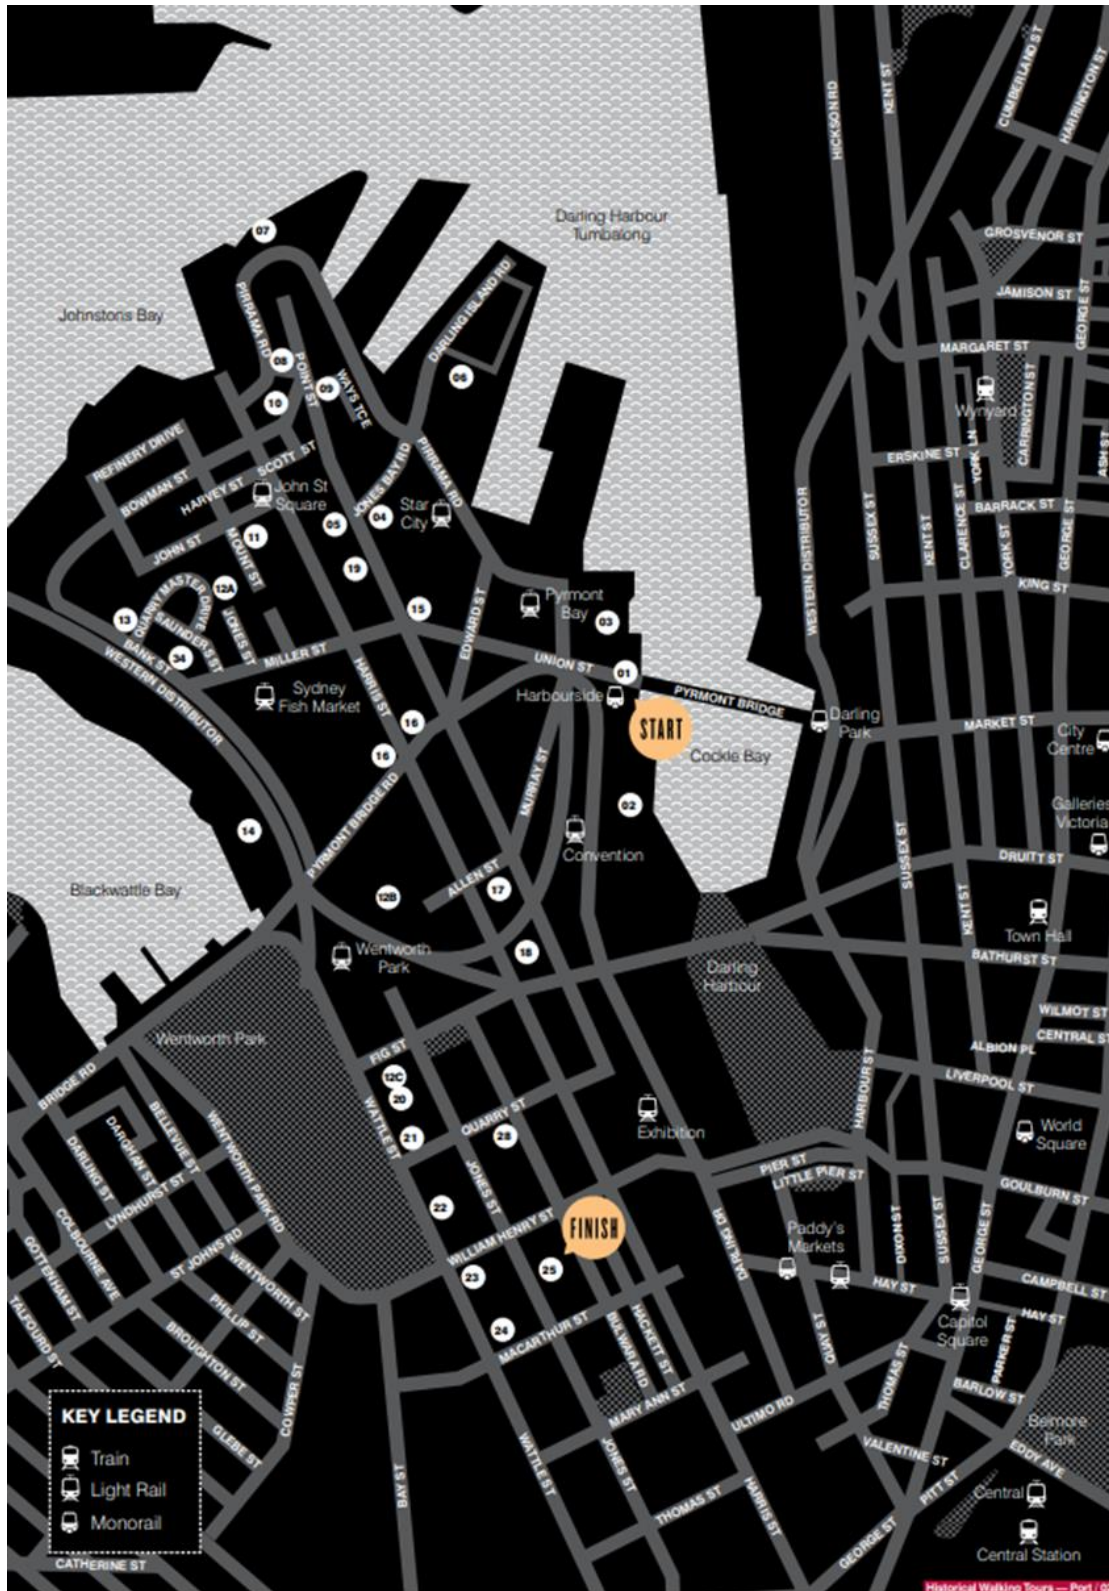 HICKSON RD
KENT ST
CUMBERLAND ST
HARRINGTON ST
Darling Harbour
Tumbalong
07
GROSVENOR ST
Johnstons Bay
PIRRAMA RD
DARLING ISLAND RD
JAMISON ST
GEORGE ST
MARGARET ST
08
POINT ST
09
WAYS TCE
06
10
Wynyard
CARRINGTON ST
REFINERY DRIVE
BOWMAN ST
HARVEY ST
SCOTT ST
JONES BAY RD
PIRRAMA RD
ERSKINE ST
YORK LN
ASH ST
John St
Square
05
04
Star
City
WESTERN DISTRIBUTOR
SUSSEX ST
KENT ST
CLARENCE ST
BARRACK ST
YORK ST
GEORGE ST
JOHN ST
MOUNT ST
11
19
KING ST
QUARRY MASTER DRIVE
12A
13
SAUNDERS ST
JONES ST
15
EDWARD ST
Pyrmont
Bay
03
BANK ST
34
MILLER ST
UNION ST
01
WESTERN DISTRIBUTOR
Sydney
Fish Market
HARRIS ST
Harbourside
PYRMONT BRIDGE
START
Darling
Park
MARKET ST
City
Centre
16
16
Cockle Bay
PYRMONT BRIDGE RD
MURRAY ST
02
14
Convention
Galleries
Victoria
SUSSEX ST
DRUITT ST
Blackwattle Bay
12B
ALLEN ST
17
KENT ST
Town Hall
Wentworth
Park
18
BATHURST ST
Darling
Harbour
WILMOT ST
CENTRAL ST
ALBION PL
Wentworth Park
FIG ST
12C
20
HARBOUR ST
LIVERPOOL ST
BRIDGE RD
BELLEVUE ST
DARGHAN ST
DARLING ST
WENTWORTH PARK RD
WATTLE ST
21
QUARRY ST
28
Exhibition
World
Square
PIER ST
LITTLE PIER ST
LYNDHURST ST
COLBOURNE AVE
JONES ST
22
GOULBURN ST
ST JOHNS RD
GOTTENHAM ST
WILLIAM HENRY ST
FINISH
DARLING DR
Paddy's
Markets
DIXON ST
SUSSEX ST
GEORGE ST
WENTWORTH ST
PHILLIP ST
23
25
HAY ST
CAMPBELL ST
TALFOURD ST
BROUGHTON ST
24
MACARTHUR ST
HACKETT ST
BULWARA RD
QUAY ST
Capitol
Square
HAY ST
PARKER ST
COWPER ST
MARY ANN ST
ULTIMO RD
THOMAS ST
BARLOW ST
Belmore
Park
GLEBE ST
BAY ST
WATTLE ST
JONES ST
VALENTINE ST
EDDY AVE
THOMAS ST
HARRIS ST
PITT ST
GEORGE ST
Central
Central Station
KEY LEGEND
Train
Light Rail
Monorail
CATHERINE ST
Historical Walking Tours — Port